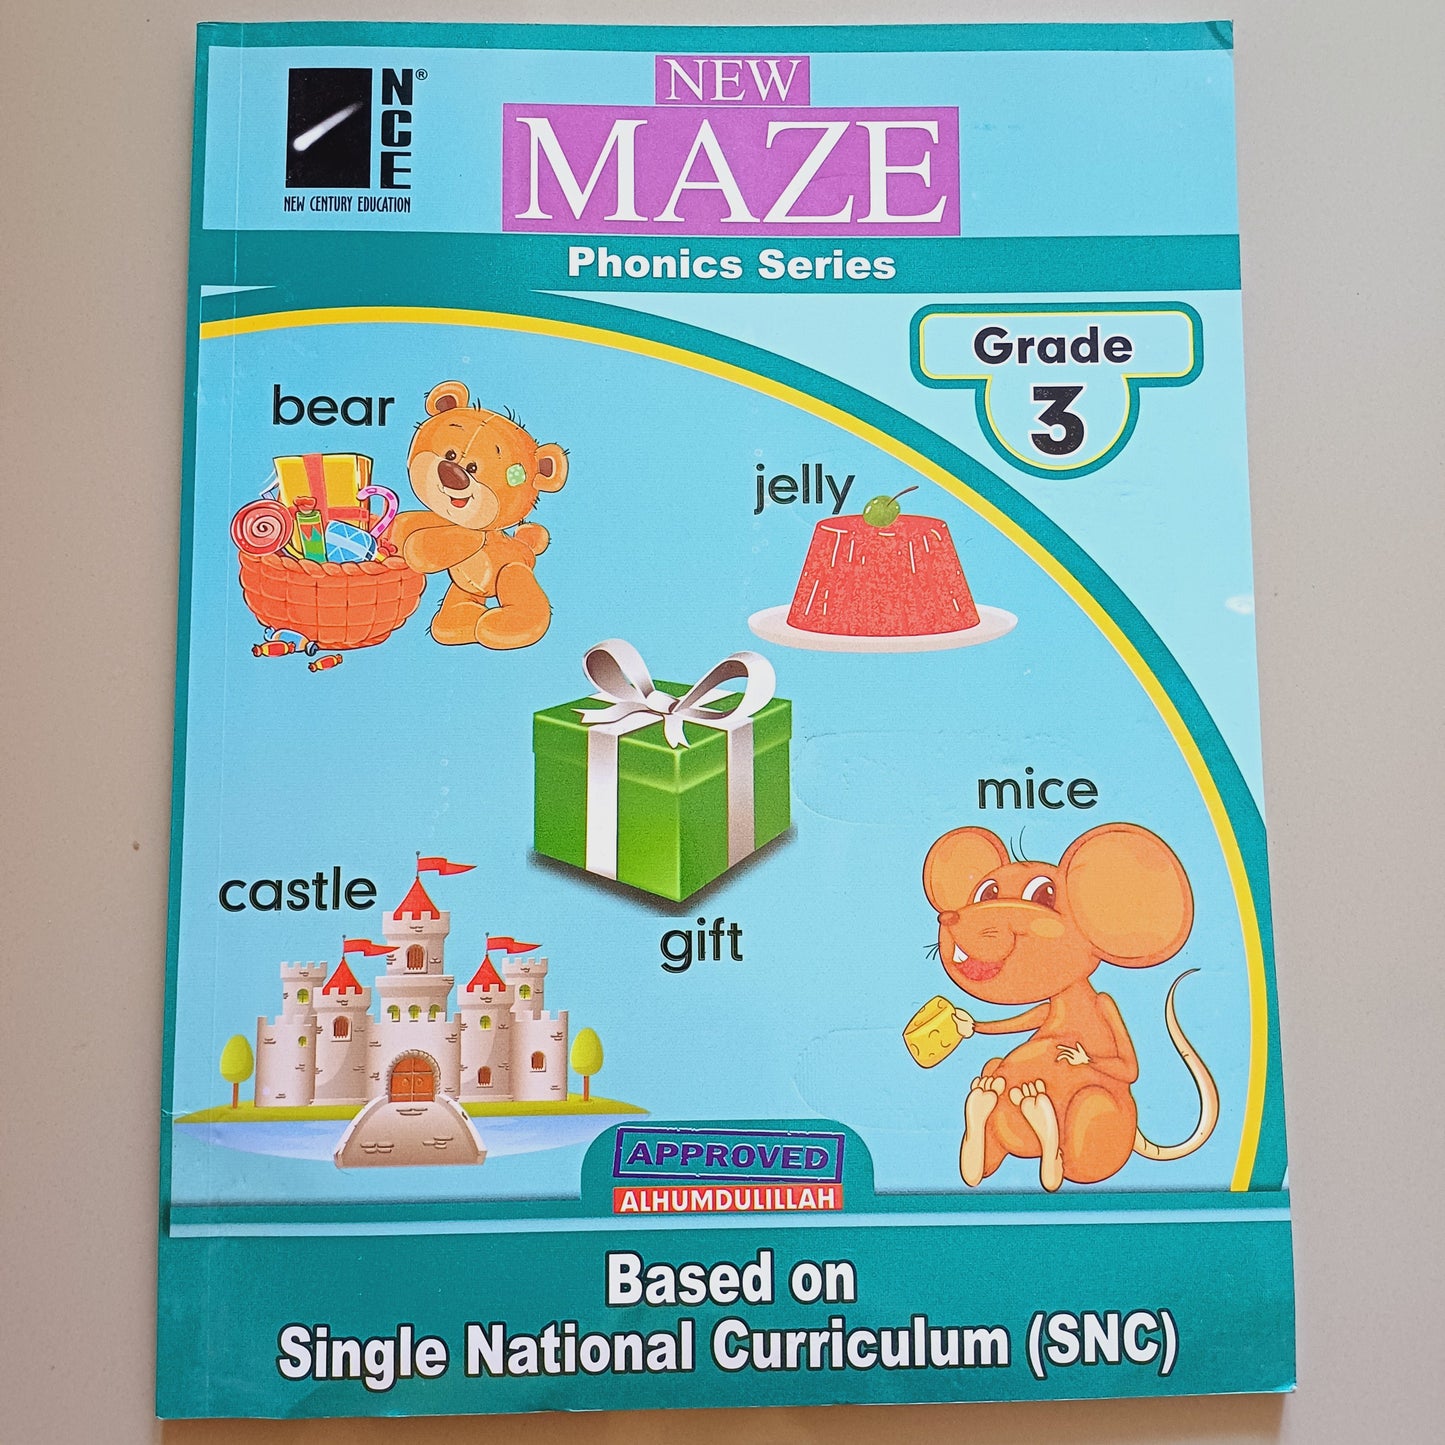 NCE®
NEW CENTURY EDUCATION
NEW
MAZE
Phonics Series
Grade
3
bear
jelly
mice
castle
gift
APPROVED
ALHUMDULILLAH
Based on
Single National Curriculum (SNC)